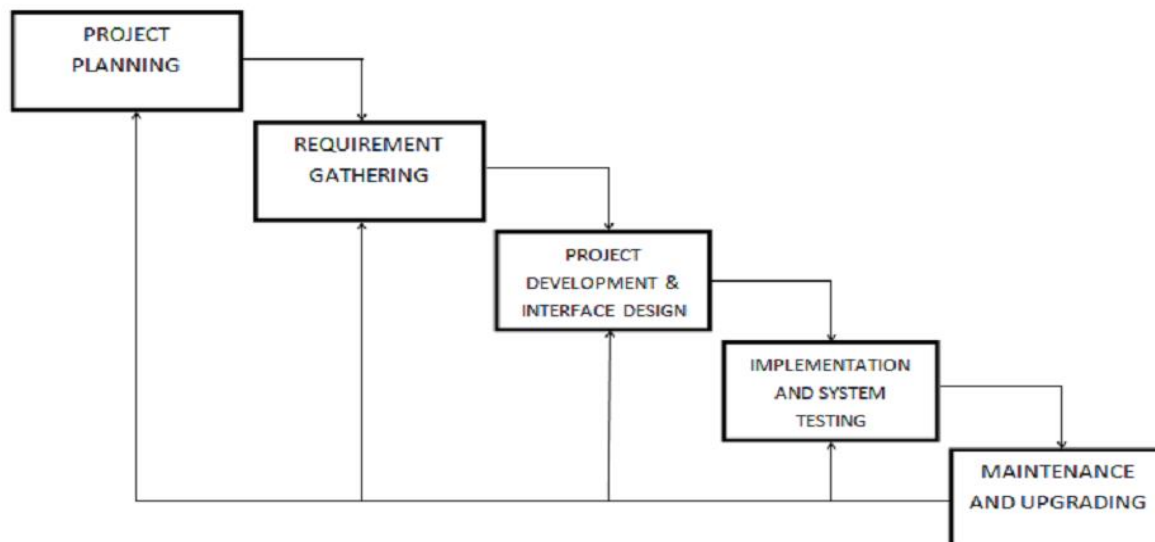 PROJECT
PLANNING
REQUIREMENT
GATHERING
PROJECT
DEVELOPMENT &
INTERFACE DESIGN
IMPLEMENTATION
AND SYSTEM
TESTING
MAINTENANCE
AND UPGRADING